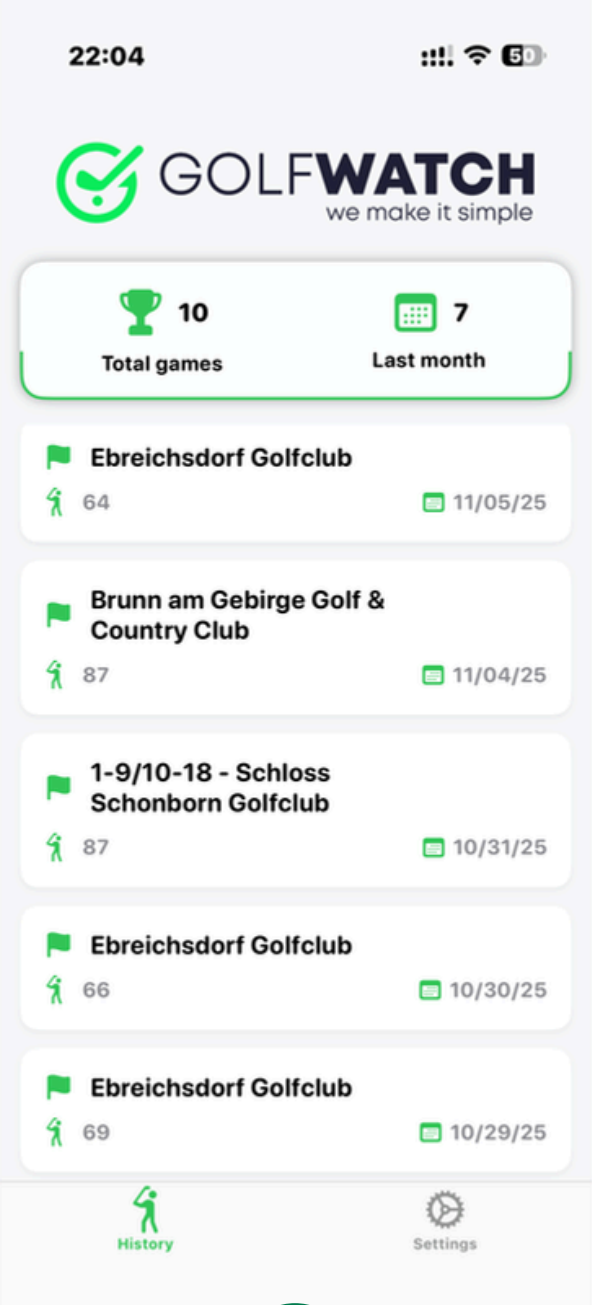 22:04
50
GOLFWATCH
we make it simple
10
7
Total games
Last month
Ebreichsdorf Golfclub
64
11/05/25
Brunn am Gebirge Golf &
Country Club
87
11/04/25
1-9/10-18 - Schloss
Schonborn Golfclub
87
10/31/25
Ebreichsdorf Golfclub
66
10/30/25
Ebreichsdorf Golfclub
69
10/29/25
History
Settings